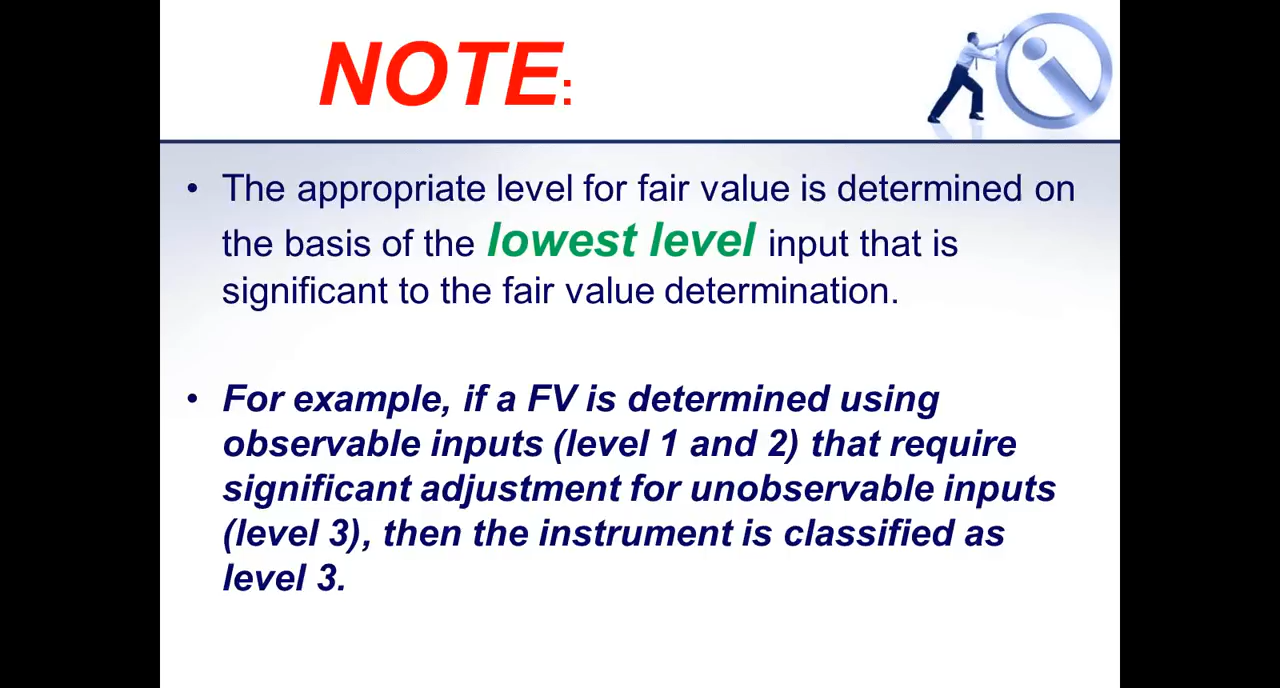 NOTE:
• The appropriate level for fair value is determined on
the basis of the lowest level input that is
significant to the fair value determination.
• For example, if a FV is determined using
observable inputs (level 1 and 2) that require
significant adjustment for unobservable inputs
(level 3), then the instrument is classified as
level 3.